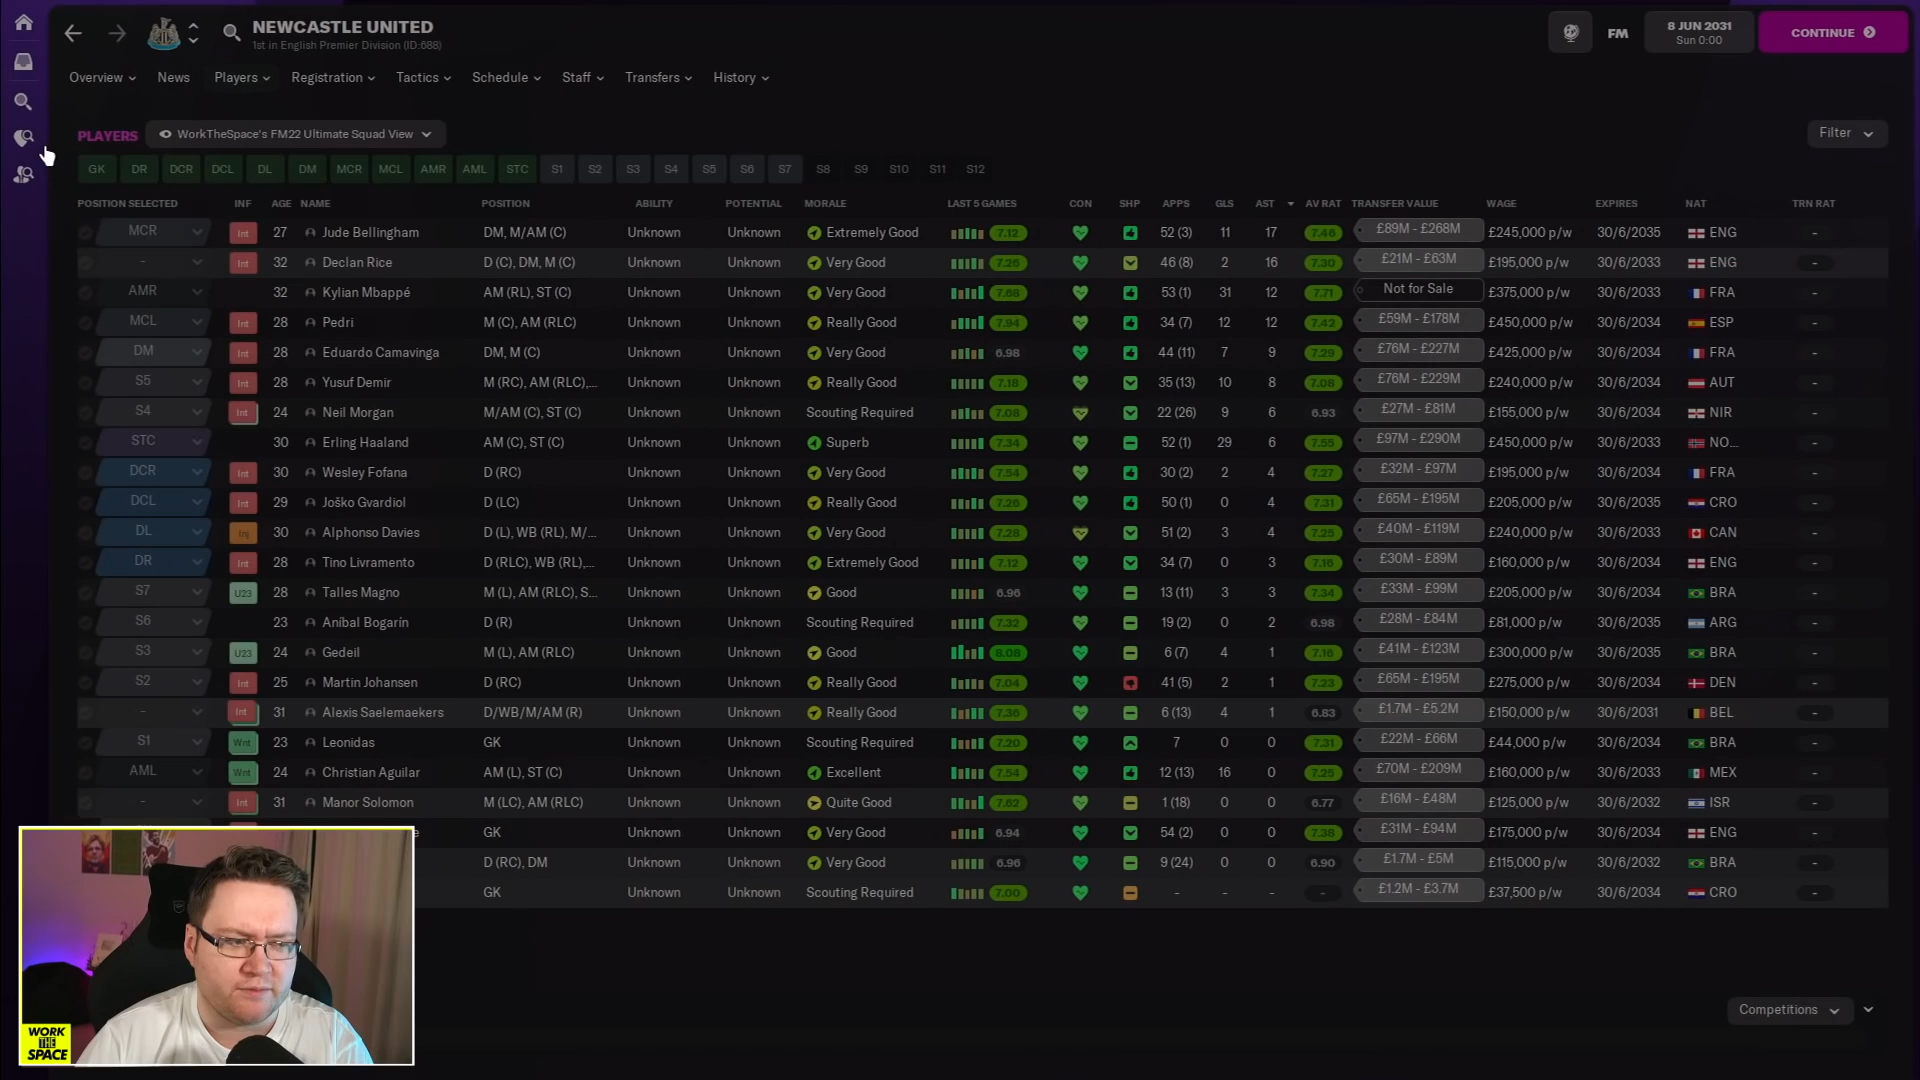 NEWCASTLE UNITED
1st in English Premier Division (ID:688)
FM
8 JUN 2031
Sun 0:00
CONTINUE
Overview News Players Registration Tactics Schedule Staff Transfers History
PLAYERS WorkTheSpace's FM22 Ultimate Squad View Filter
GK DR DCR DCL DL DM MCR MCL AMR AML STC S1 S2 S3 S4 S5 S6 S7 S8 S9 S10 S11 S12
POSITION SELECTED INF AGE NAME POSITION ABILITY POTENTIAL MORALE LAST 5 GAMES CON SHP APPS GLS AST AV RAT TRANSFER VALUE WAGE EXPIRES NAT TRN RAT
MCR Int 27 Jude Bellingham DM, M/AM (C) Unknown Unknown Extremely Good 7.12 52 (3) 11 17 7.46 £89M - £268M £245,000 p/w 30/6/2035 ENG -
- Int 32 Declan Rice D (C), DM, M (C) Unknown Unknown Very Good 7.26 46 (8) 2 16 7.30 £21M - £63M £195,000 p/w 30/6/2033 ENG -
AMR 32 Kylian Mbappé AM (RL), ST (C) Unknown Unknown Very Good 7.68 53 (1) 31 12 7.71 Not for Sale £375,000 p/w 30/6/2033 FRA -
MCL Int 28 Pedri M (C), AM (RLC) Unknown Unknown Really Good 7.94 34 (7) 12 12 7.42 £59M - £178M £450,000 p/w 30/6/2034 ESP -
DM Int 28 Eduardo Camavinga DM, M (C) Unknown Unknown Very Good 6.98 44 (11) 7 9 7.29 £76M - £227M £425,000 p/w 30/6/2034 FRA -
S5 Int 28 Yusuf Demir M (RC), AM (RLC),... Unknown Unknown Really Good 7.18 35 (13) 10 8 7.08 £76M - £229M £240,000 p/w 30/6/2034 AUT -
S4 Int 24 Neil Morgan M/AM (C), ST (C) Unknown Unknown Scouting Required 7.08 22 (26) 9 6 6.93 £27M - £81M £155,000 p/w 30/6/2034 NIR -
STC 30 Erling Haaland AM (C), ST (C) Unknown Unknown Superb 7.34 52 (1) 29 6 7.55 £97M - £290M £450,000 p/w 30/6/2033 NO... -
DCR Int 30 Wesley Fofana D (RC) Unknown Unknown Very Good 7.54 30 (2) 2 4 7.27 £32M - £97M £195,000 p/w 30/6/2034 FRA -
DCL Int 29 Joško Gvardiol D (LC) Unknown Unknown Really Good 7.26 50 (1) 0 4 7.31 £65M - £195M £205,000 p/w 30/6/2035 CRO -
DL Inj 30 Alphonso Davies D (L), WB (RL), M/... Unknown Unknown Very Good 7.28 51 (2) 3 4 7.25 £40M - £119M £240,000 p/w 30/6/2033 CAN -
DR Int 28 Tino Livramento D (RLC), WB (RL),... Unknown Unknown Extremely Good 7.12 34 (7) 0 3 7.16 £30M - £89M £160,000 p/w 30/6/2034 ENG -
S7 U23 28 Talles Magno M (L), AM (RLC), S... Unknown Unknown Good 6.96 13 (11) 3 3 7.34 £33M - £99M £205,000 p/w 30/6/2034 BRA -
S6 23 Aníbal Bogarín D (R) Unknown Unknown Scouting Required 7.32 19 (2) 0 2 6.98 £28M - £84M £81,000 p/w 30/6/2035 ARG -
S3 U23 24 Gedeil M (L), AM (RLC) Unknown Unknown Good 8.08 6 (7) 4 1 7.16 £41M - £123M £300,000 p/w 30/6/2035 BRA -
S2 Int 25 Martin Johansen D (RC) Unknown Unknown Really Good 7.04 41 (5) 2 1 7.23 £65M - £195M £275,000 p/w 30/6/2034 DEN -
- Int 31 Alexis Saelemaekers D/WB/M/AM (R) Unknown Unknown Really Good 7.36 6 (13) 4 1 6.83 £1.7M - £5.2M £150,000 p/w 30/6/2031 BEL -
S1 Wnt 23 Leonidas GK Unknown Unknown Scouting Required 7.20 7 0 0 7.31 £22M - £66M £44,000 p/w 30/6/2034 BRA -
AML Wnt 24 Christian Aguilar AM (L), ST (C) Unknown Unknown Excellent 7.54 12 (13) 16 0 7.25 £70M - £209M £160,000 p/w 30/6/2033 MEX -
- Int 31 Manor Solomon M (LC), AM (RLC) Unknown Unknown Quite Good 7.62 1 (18) 0 0 6.77 £16M - £48M £125,000 p/w 30/6/2032 ISR -
GK Unknown Unknown Very Good 6.94 54 (2) 0 0 7.38 £31M - £94M £175,000 p/w 30/6/2034 ENG -
D (RC), DM Unknown Unknown Very Good 6.96 9 (24) 0 0 6.90 £1.7M - £5M £115,000 p/w 30/6/2032 BRA -
GK Unknown Unknown Scouting Required 7.00 - - - - £1.2M - £3.7M £37,500 p/w 30/6/2034 CRO -
Competitions
WORK
THE
SPACE